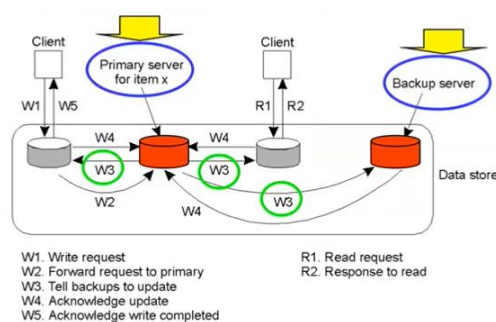 Client
Primary server
for item x
Client
Backup server
W1
W5
R1
R2
W4
W4
W3
W3
W2
W3
W4
Data store
W1. Write request
W2. Forward request to primary
W3. Tell backups to update
W4. Acknowledge update
W5. Acknowledge write completed
R1. Read request
R2. Response to read